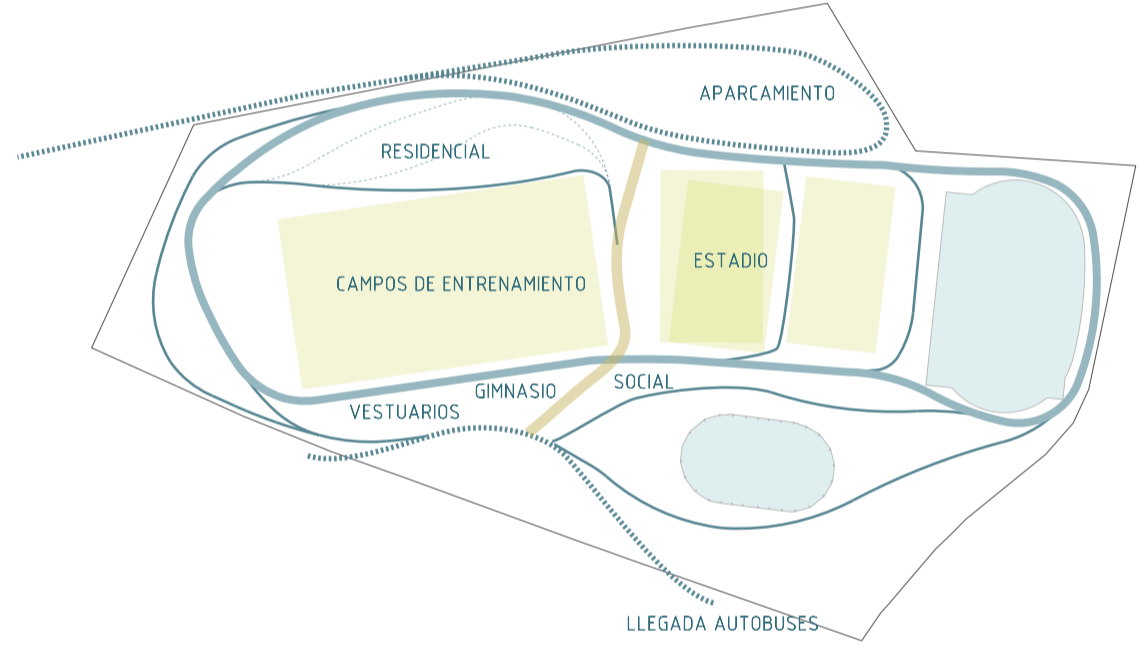 APARCAMIENTO
RESIDENCIAL
ESTADIO
CAMPOS DE ENTRENAMIENTO
SOCIAL
GIMNASIO
VESTUARIOS
LLEGADA AUTOBUSES